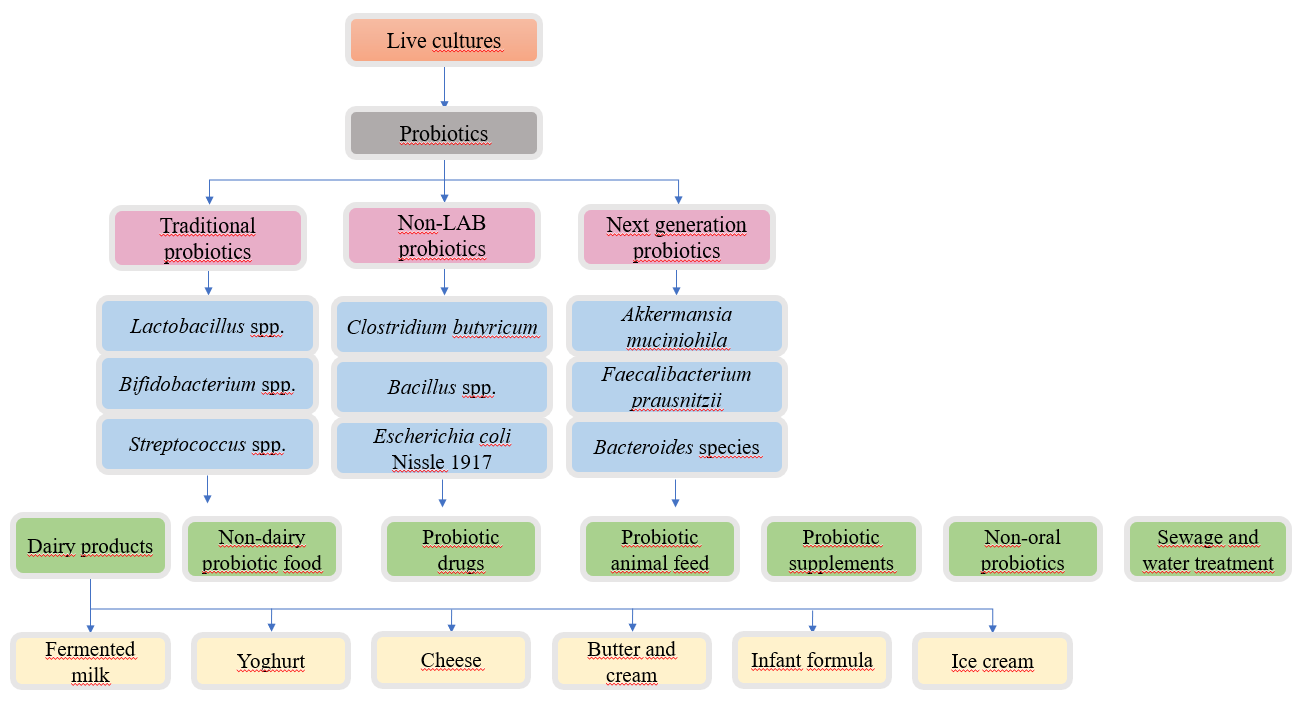 Live cultures
Probiotics
Traditional
probiotics
Non-LAB
probiotics
Next generation
probiotics
Lactobacillus spp.
Clostridium butyricum
Akkermansia
muciniohila
Bifidobacterium spp.
Bacillus spp.
Faecalibacterium
prausnitzii
Streptococcus spp.
Escherichia coli
Nissle 1917
Bacteroides species
Dairy products
Non-dairy
probiotic food
Probiotic
drugs
Probiotic
animal feed
Probiotic
supplements
Non-oral
probiotics
Sewage and
water treatment
Fermented
milk
Yoghurt
Cheese
Butter and
cream
Infant formula
Ice cream